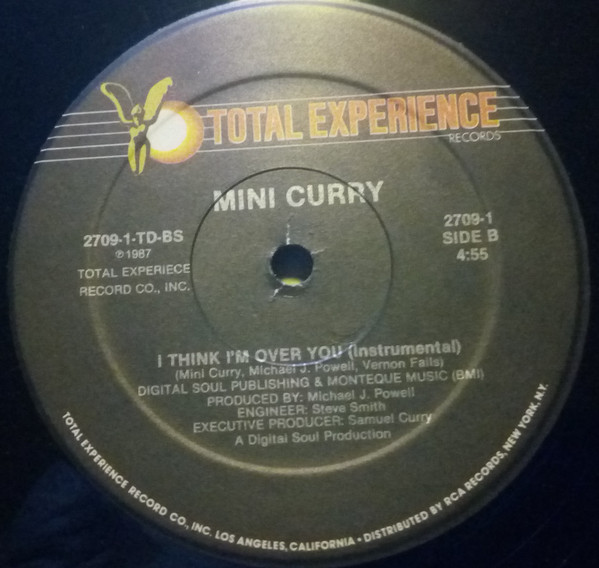 TOTAL EXPERIENCE
RECORDS
MINI CURRY
2709-1-TD-BS
℗1987
TOTAL EXPERIECE
RECORD CO., INC.
2709-1
SIDE B
4:55
I THINK I'M OVER YOU (Instrumental)
(Mini Curry, Michael J. Powell, Vernon Fails)
DIGITAL SOUL PUBLISHING & MONTEQUE MUSIC (BMI)
PRODUCED BY: Michael J. Powell
ENGINEER: Steve Smith
EXECUTIVE PRODUCER: Samuel Curry
A Digital Soul Production
TOTAL EXPERIENCE RECORD CO., INC. LOS ANGELES, CALIFORNIA • DISTRIBUTED BY RCA RECORDS, NEW YORK, N.Y.